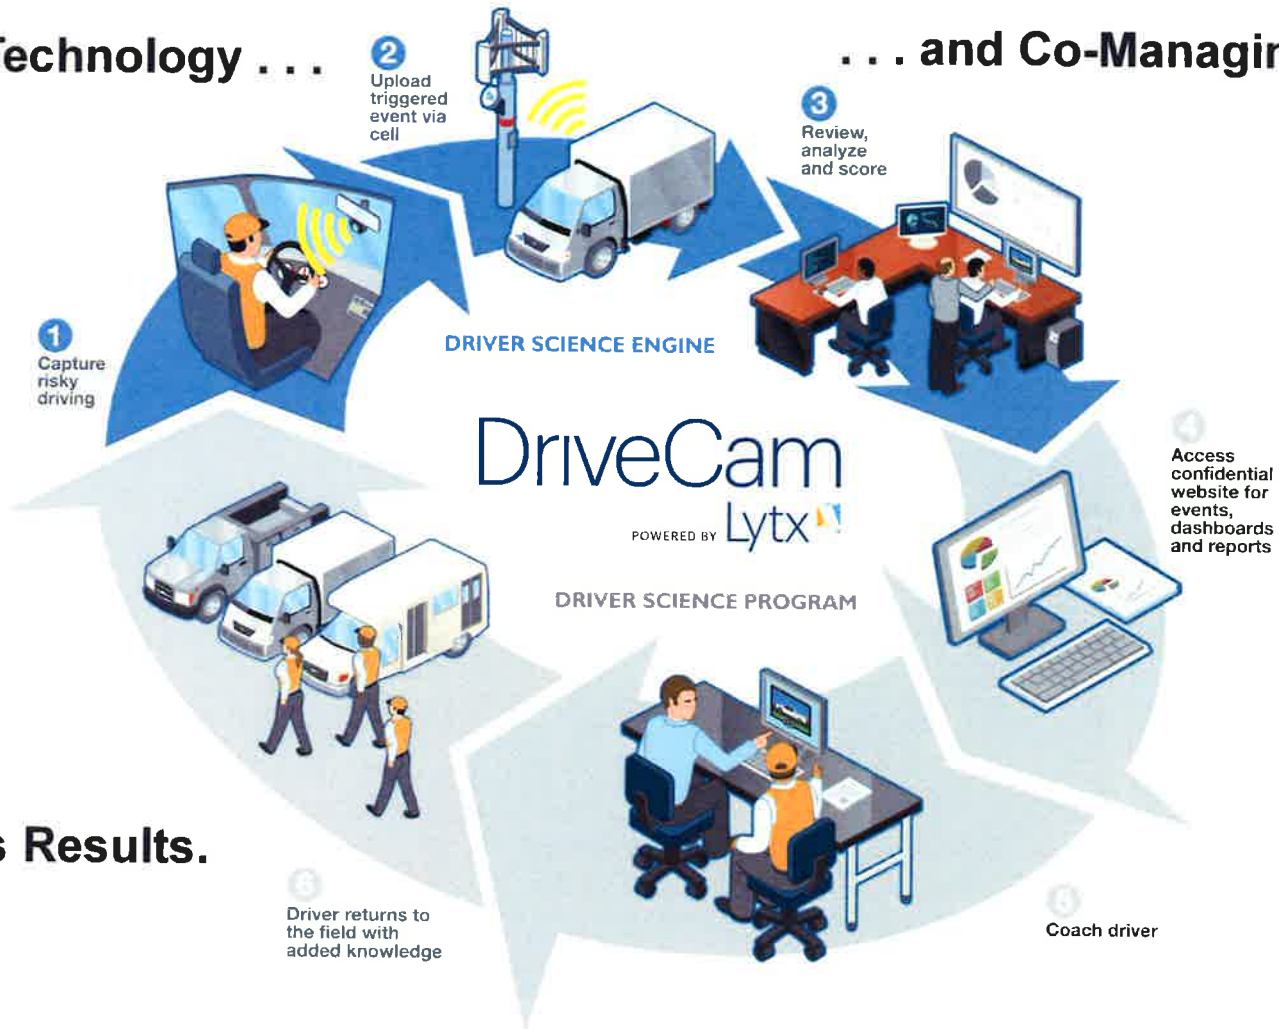 Technology . . .
. . . and Co-Managin
2
Upload
triggered
event via
cell
3
Review,
analyze
and score
1
Capture
risky
driving
DRIVER SCIENCE ENGINE
DriveCam
POWERED BY Lytx
DRIVER SCIENCE PROGRAM
4
Access
confidential
website for
events,
dashboards
and reports
s Results.
6
Driver returns to
the field with
added knowledge
5
Coach driver